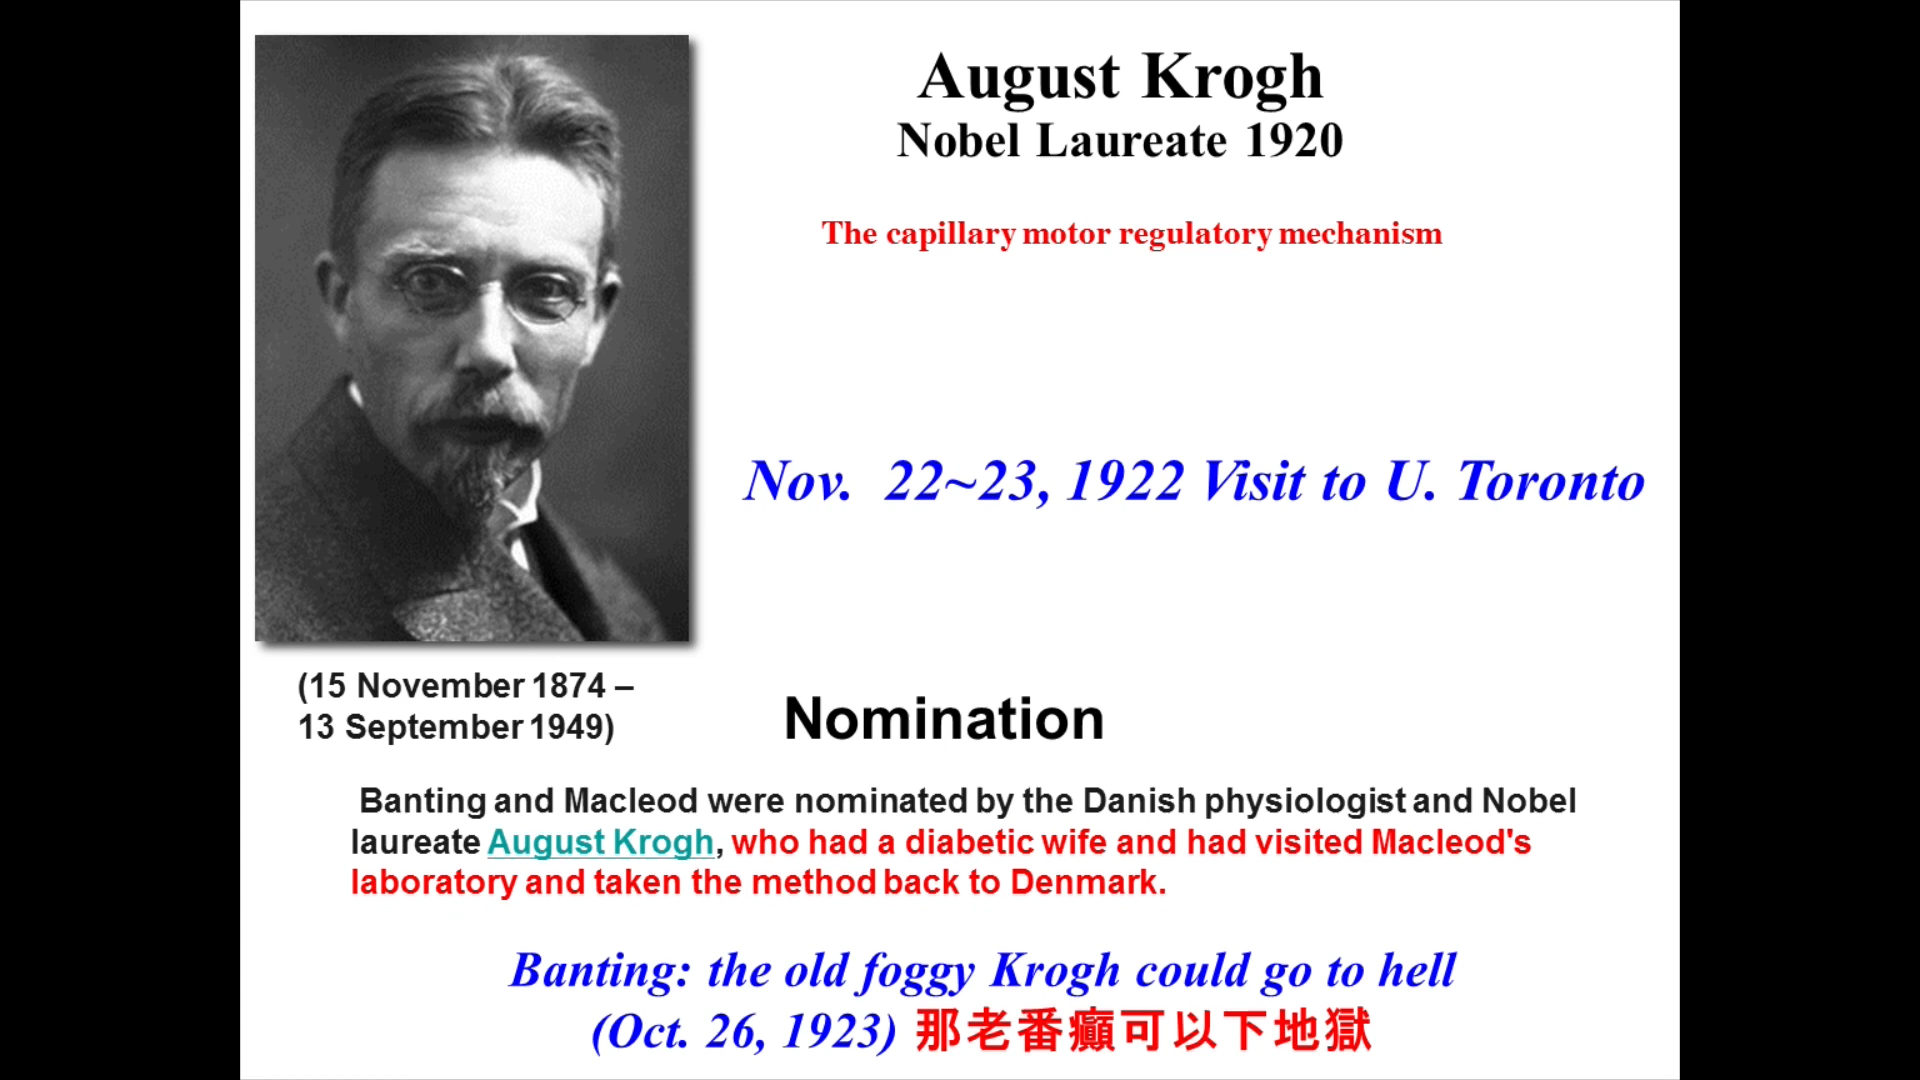 August Krogh
Nobel Laureate 1920
The capillary motor regulatory mechanism
Nov. 22~23, 1922 Visit to U. Toronto
(15 November 1874 –
13 September 1949)
Nomination
Banting and Macleod were nominated by the Danish physiologist and Nobel
laureate August Krogh, who had a diabetic wife and had visited Macleod's
laboratory and taken the method back to Denmark.
Banting: the old foggy Krogh could go to hell
(Oct. 26, 1923) 那老番癲可以下地獄